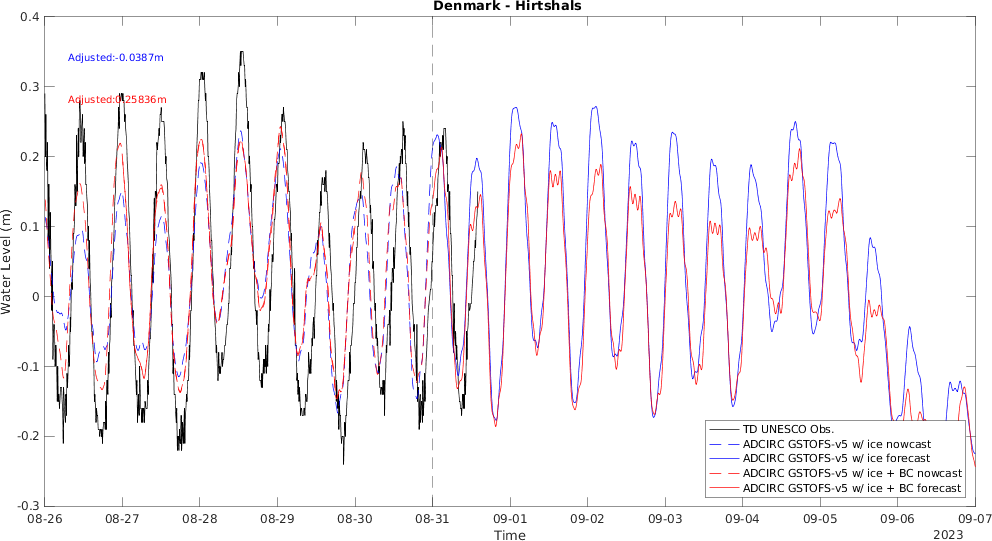 Denmark - Hirtshals
0.4
0.3
0.2
0.1
0
-0.1
-0.2
-0.3
Water Level (m)
Adjusted:-0.0387m
Adjusted:0.25836m
TD UNESCO Obs.
ADCIRC GSTOFS-v5 w/ ice nowcast
ADCIRC GSTOFS-v5 w/ ice forecast
ADCIRC GSTOFS-v5 w/ ice + BC nowcast
ADCIRC GSTOFS-v5 w/ ice + BC forecast
08-26 08-27 08-28 08-29 08-30 08-31 09-01 09-02 09-03 09-04 09-05 09-06 09-07
Time
2023